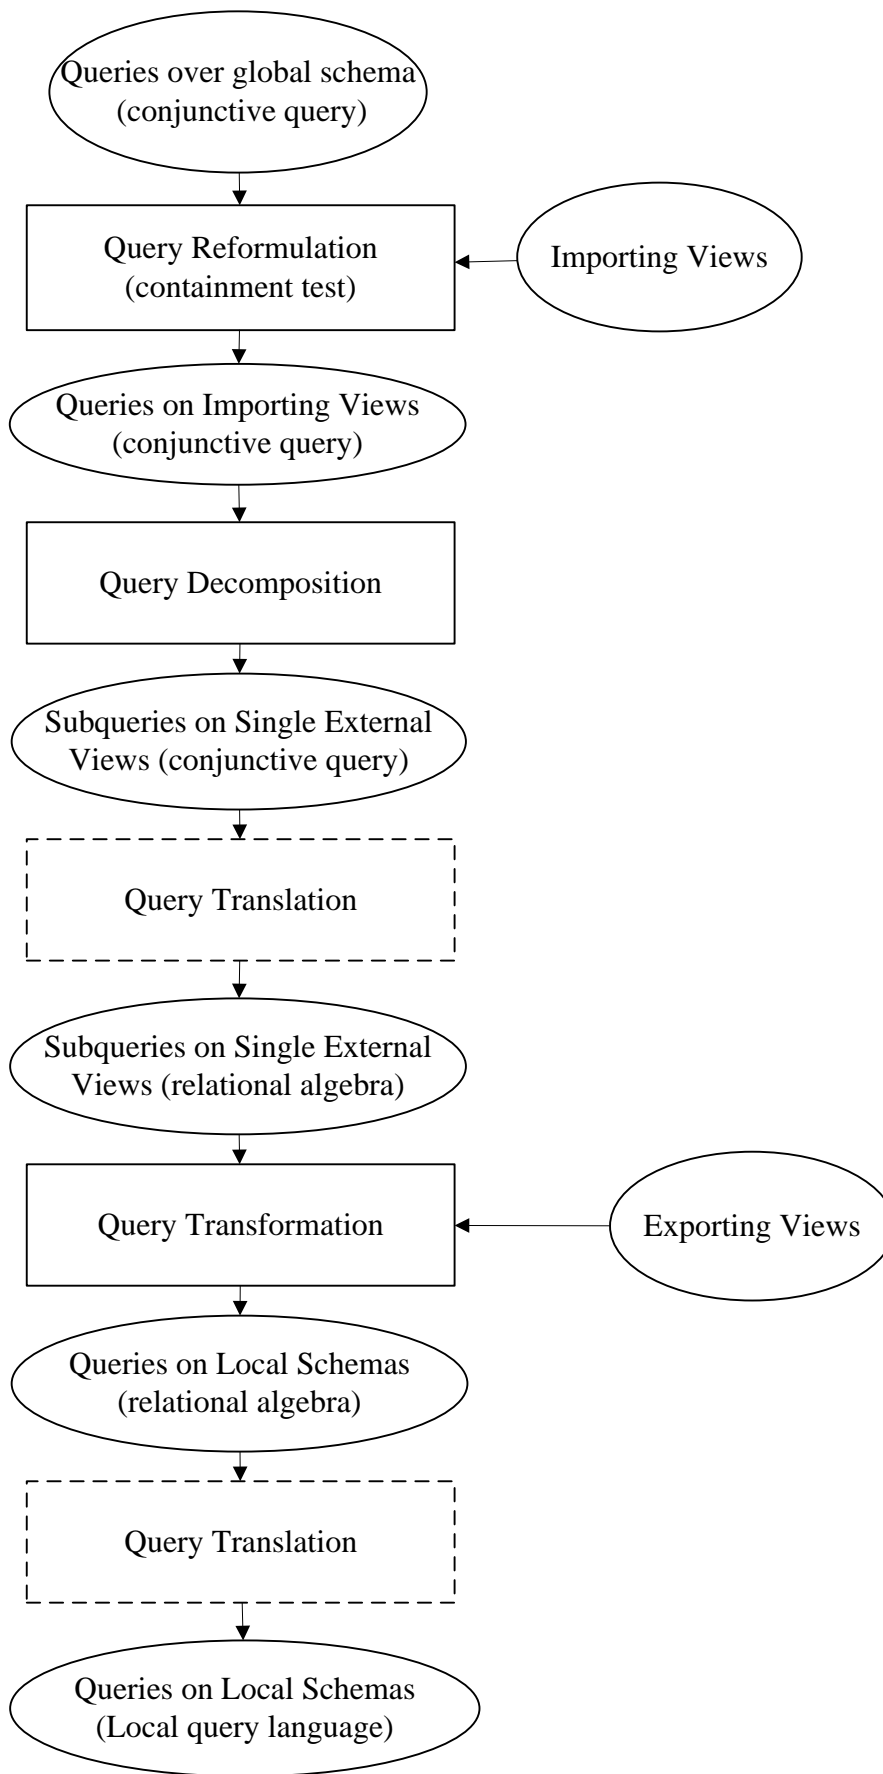 Queries over global schema
(conjunctive query)
Query Reformulation
(containment test)
Importing Views
Queries on Importing Views
(conjunctive query)
Query Decomposition
Subqueries on Single External
Views (conjunctive query)
Query Translation
Subqueries on Single External
Views (relational algebra)
Query Transformation
Exporting Views
Queries on Local Schemas
(relational algebra)
Query Translation
Queries on Local Schemas
(Local query language)